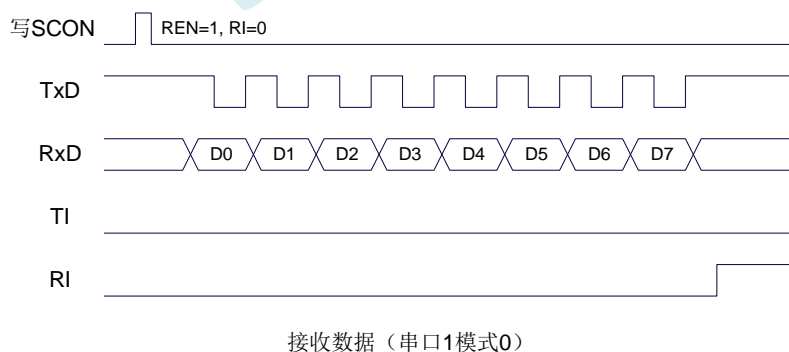 写SCON REN=1, RI=0
TxD
RxD D0 D1 D2 D3 D4 D5 D6 D7
TI
RI
接收数据（串口1模式0）